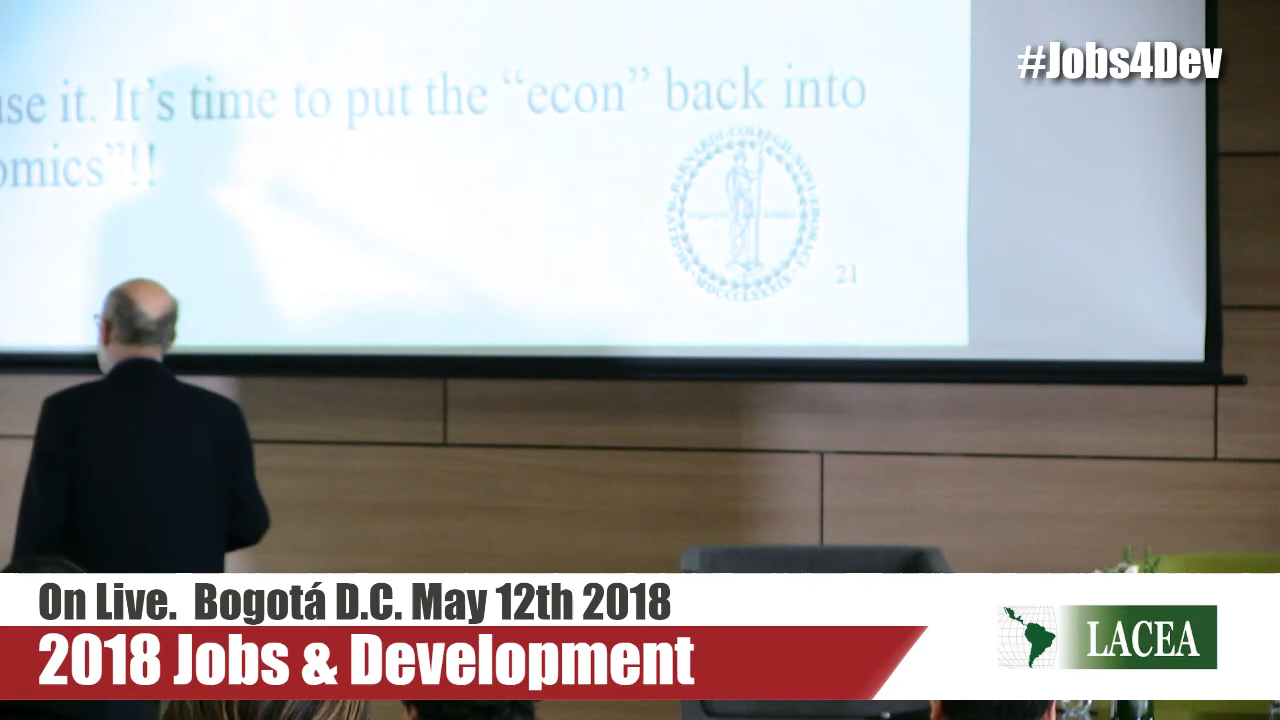 #Jobs4Dev
use it. It's time to put the “econ” back into
omics”!!
21
On Live. Bogotá D.C. May 12th 2018
2018 Jobs & Development
LACEA